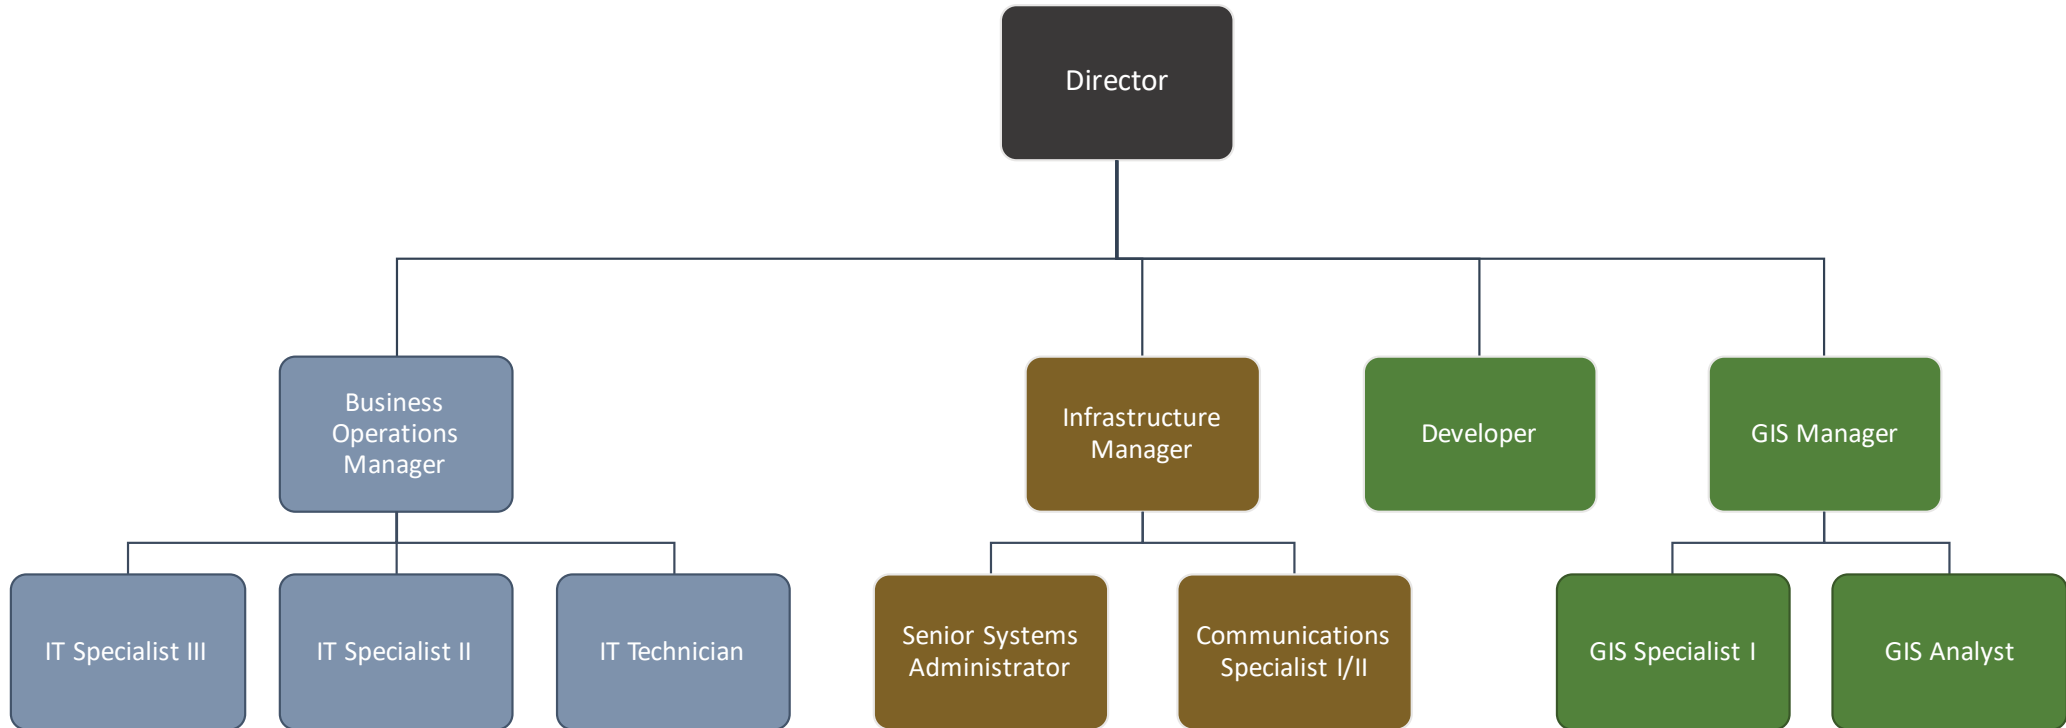 Director
Business
Operations
Manager
Infrastructure
Manager
Developer
GIS Manager
IT Specialist III
IT Specialist II
IT Technician
Senior Systems
Administrator
Communications
Specialist I/II
GIS Specialist I
GIS Analyst